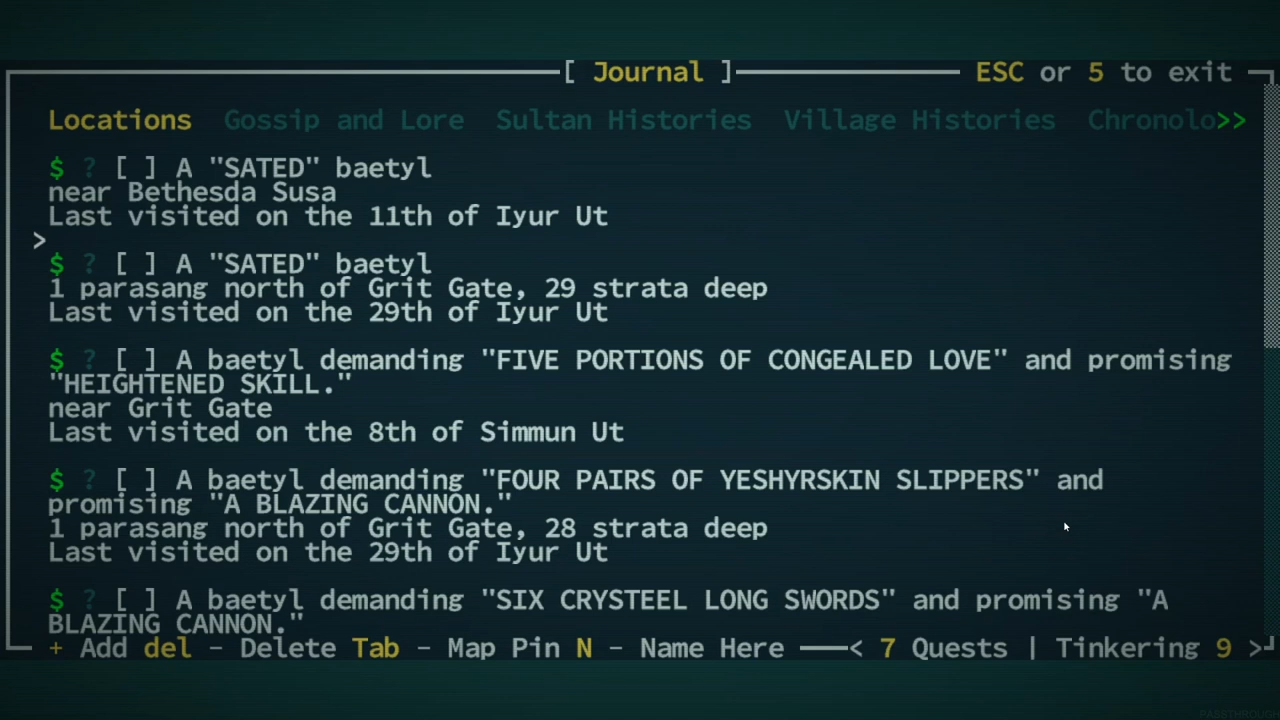 [ Journal ] ESC or 5 to exit
Locations Gossip and Lore Sultan Histories Village Histories Chronolo>>
$ ? [ ] A "SATED" baetyl
near Bethesda Susa
Last visited on the 11th of Iyur Ut
>
$ ? [ ] A "SATED" baetyl
1 parasang north of Grit Gate, 29 strata deep
Last visited on the 29th of Iyur Ut
$ ? [ ] A baetyl demanding "FIVE PORTIONS OF CONGEALED LOVE" and promising
"HEIGHTENED SKILL."
near Grit Gate
Last visited on the 8th of Simmun Ut
$ ? [ ] A baetyl demanding "FOUR PAIRS OF YESHYRSKIN SLIPPERS" and
promising "A BLAZING CANNON."
1 parasang north of Grit Gate, 28 strata deep
Last visited on the 29th of Iyur Ut
$ ? [ ] A baetyl demanding "SIX CRYSTEEL LONG SWORDS" and promising "A
BLAZING CANNON."
+ Add del - Delete Tab - Map Pin N - Name Here < 7 Quests | Tinkering 9 >